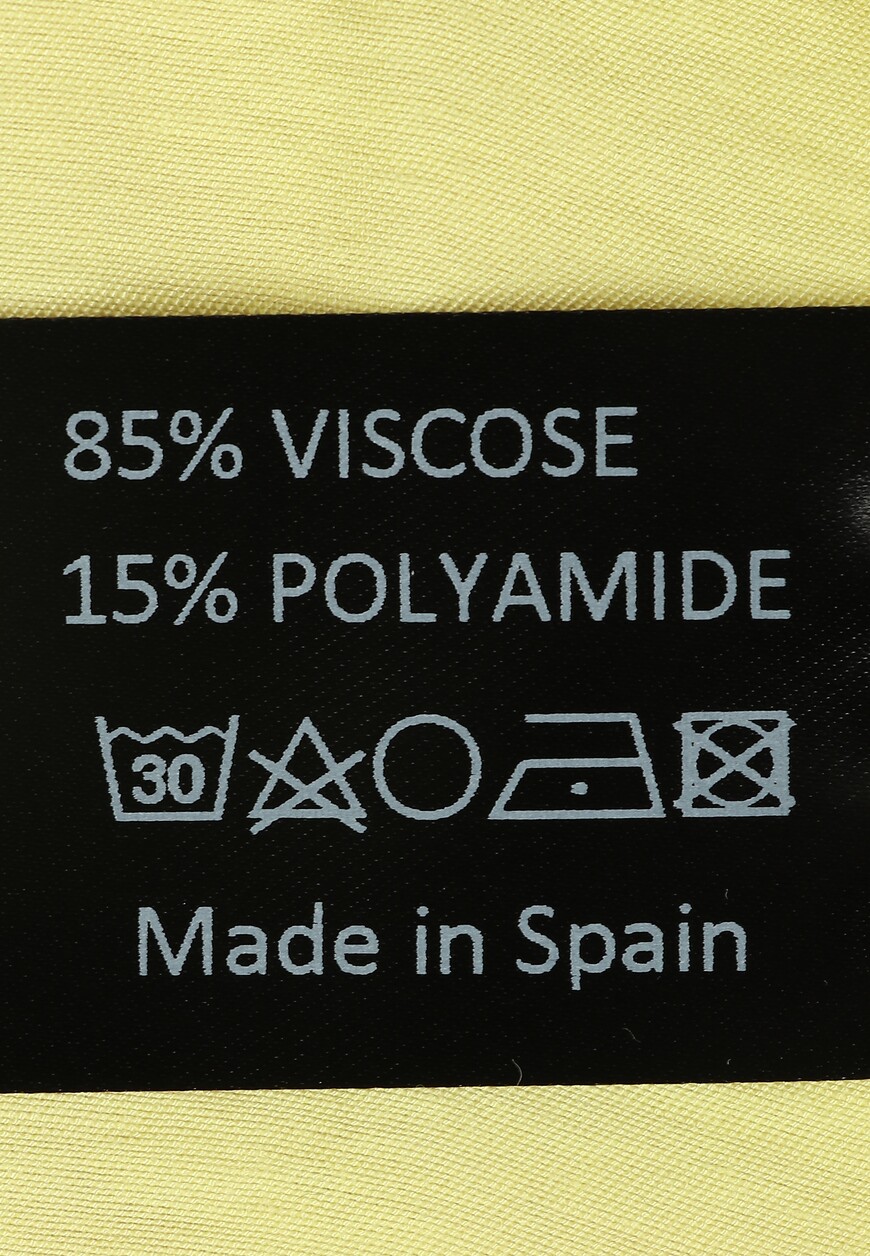 85% VISCOSE
15% POLYAMIDE
30
Made in Spain